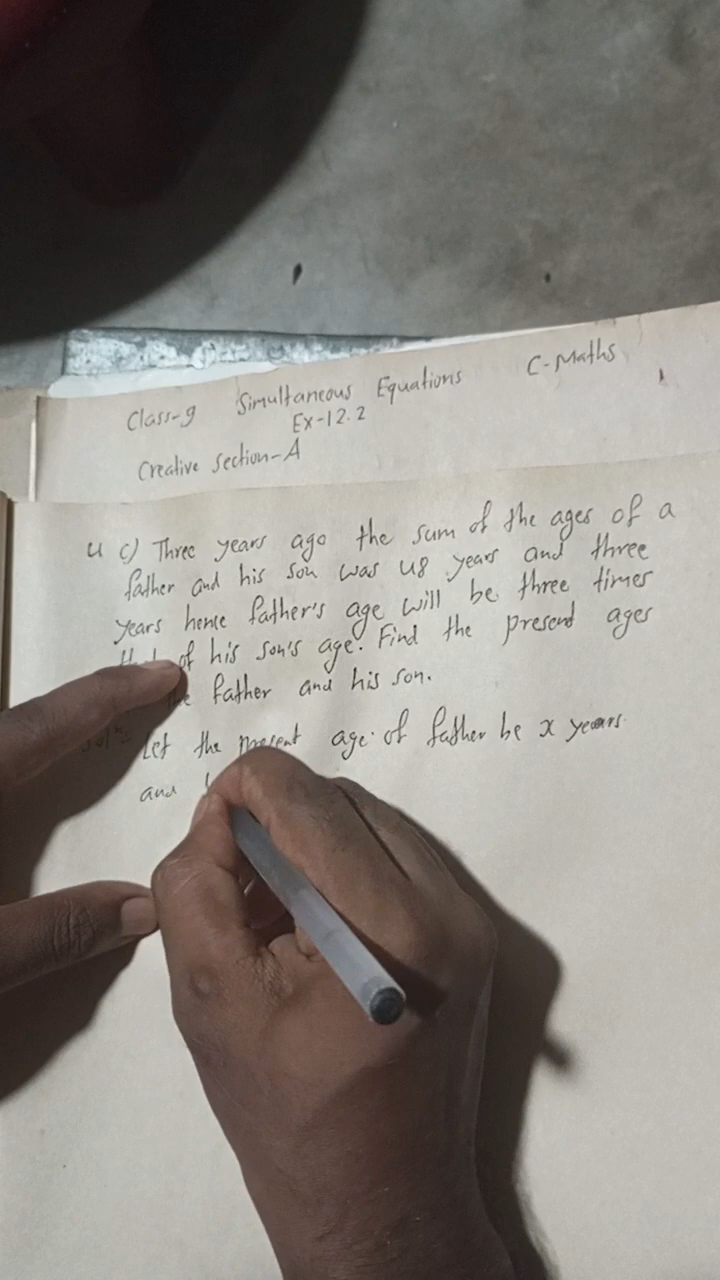 Class-9 Simultaneous Equations C-Maths
Ex-12.2
Creative Section-A
4 c) Three years ago the sum of the ages of a
father and his son was 48 years and three
years hence father's age will be three times
of his son's age. Find the present ages
father and his son.
Let the present age of father be x years
and